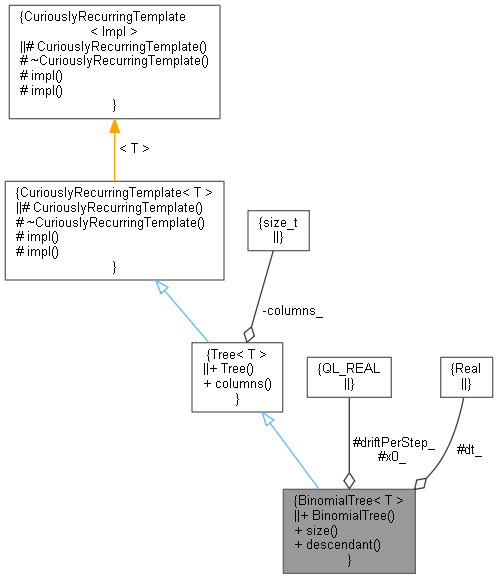 {CuriouslyRecurringTemplate
< Impl >
||# CuriouslyRecurringTemplate()
# ~CuriouslyRecurringTemplate()
# impl()
# impl()
}
< T >
{CuriouslyRecurringTemplate< T >
||# CuriouslyRecurringTemplate()
# ~CuriouslyRecurringTemplate()
# impl()
# impl()
}
{size_t
||}
-columns_
{Tree< T >
||+ Tree()
+ columns()
}
{QL_REAL
||}
{Real
||}
#driftPerStep_
#x0_
#dt_
{BinomialTree< T >
||+ BinomialTree()
+ size()
+ descendant()
}